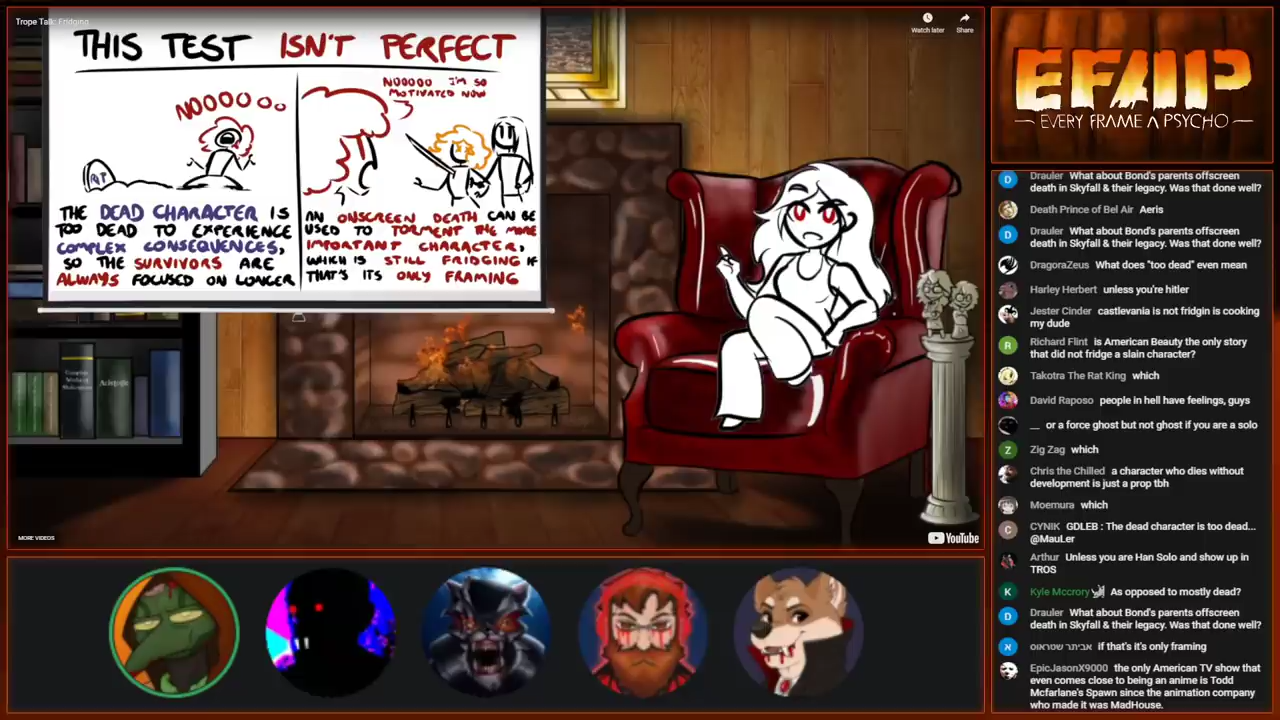 Trope Talk: Fridging
Watch later
Share
THIS TEST ISN'T PERFECT
NOOOOOO
NOOOOO I'M SO
MOTIVATED NOW
RIP
THE DEAD CHARACTER IS
TOO DEAD TO EXPERIENCE
COMPLEX CONSEQUENCES,
SO THE SURVIVORS ARE
ALWAYS FOCUSED ON LONGER
AN ONSCREEN DEATH CAN BE
USED TO TORMENT THE MORE
IMPORTANT CHARACTER,
WHICH IS STILL FRIDGING IF
THAT'S ITS ONLY FRAMING
Aristotle
MORE VIDEOS
YouTube
EFAP
EVERY FRAME A PSYCHO
D Drauler What about Bond's parents offscreen
death in Skyfall & their legacy. Was that done well?
Death Prince of Bel Air Aeris
D Drauler What about Bond's parents offscreen
death in Skyfall & their legacy. Was that done well?
DragoraZeus What does "too dead" even mean
Harley Herbert unless you're hitler
Jester Cinder castlevania is not fridgin is cooking
my dude
R Richard Flint is American Beauty the only story
that did not fridge a slain character?
Takotra The Rat King which
David Raposo people in hell have feelings, guys
__ or a force ghost but not ghost if you are a solo
Z Zig Zag which
Chris the Chilled a character who dies without
development is just a prop tbh
Moemura which
C CYNIK GDLEB : The dead character is too dead...
@MauLer
Arthur Unless you are Han Solo and show up in
TROS
K Kyle Mccrory As opposed to mostly dead?
D Drauler What about Bond's parents offscreen
death in Skyfall & their legacy. Was that done well?
א אביתר שטראוס if that's it's only framing
EpicJasonX9000 the only American TV show that
even comes close to being an anime is Todd
Mcfarlane's Spawn since the animation company
who made it was MadHouse.